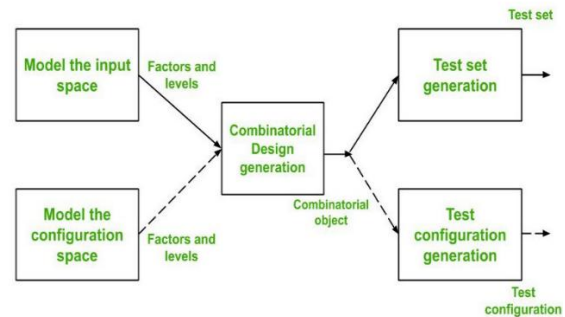 Test set
Model the input
space
Factors and
levels
Test set
generation
Combinatorial
Design
generation
Model the
configuration
space
Factors and
levels
Combinatorial
object
Test
configuration
generation
Test
configuration